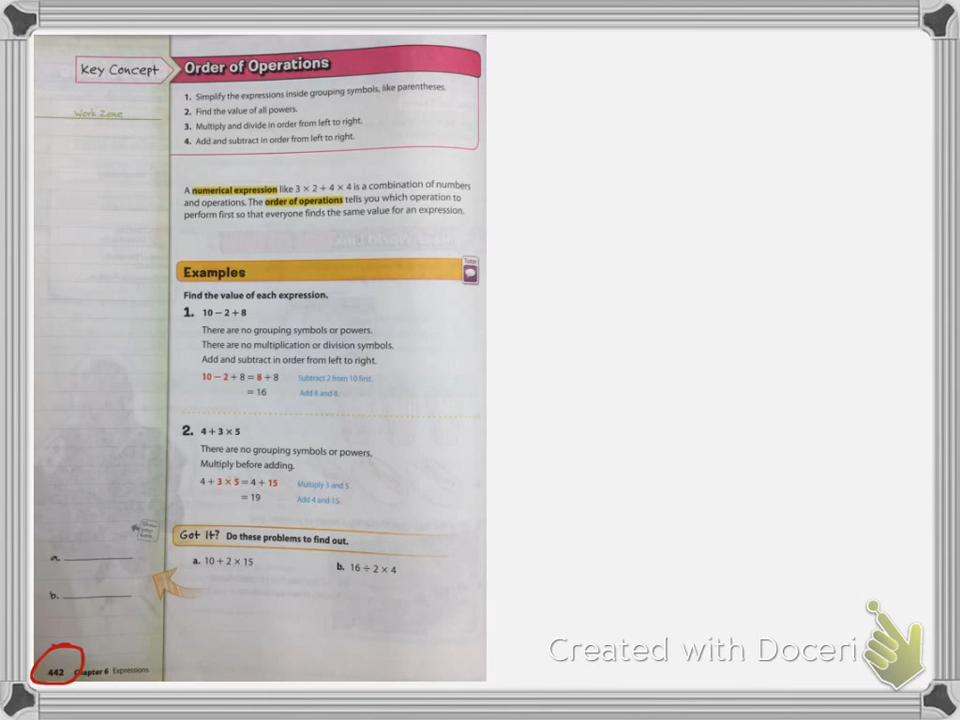 Key Concept
Order of Operations
1. Simplify the expressions inside grouping symbols, like parentheses.
2. Find the value of all powers.
3. Multiply and divide in order from left to right.
4. Add and subtract in order from left to right.
Work Zone
A numerical expression like 3 × 2 + 4 × 4 is a combination of numbers
and operations. The order of operations tells you which operation to
perform first so that everyone finds the same value for an expression.
Examples
Tutor
Find the value of each expression.
1. 10 − 2 + 8
There are no grouping symbols or powers.
There are no multiplication or division symbols.
Add and subtract in order from left to right.
10 − 2 + 8 = 8 + 8 Subtract 2 from 10 first.
= 16 Add 8 and 8.
2. 4 + 3 × 5
There are no grouping symbols or powers.
Multiply before adding.
4 + 3 × 5 = 4 + 15 Multiply 3 and 5.
= 19 Add 4 and 15.
Show your work.
Got It? Do these problems to find out.
a. 10 + 2 × 15 b. 16 ÷ 2 × 4
a.
b.
442 Chapter 6 Expressions
Created with Doceri